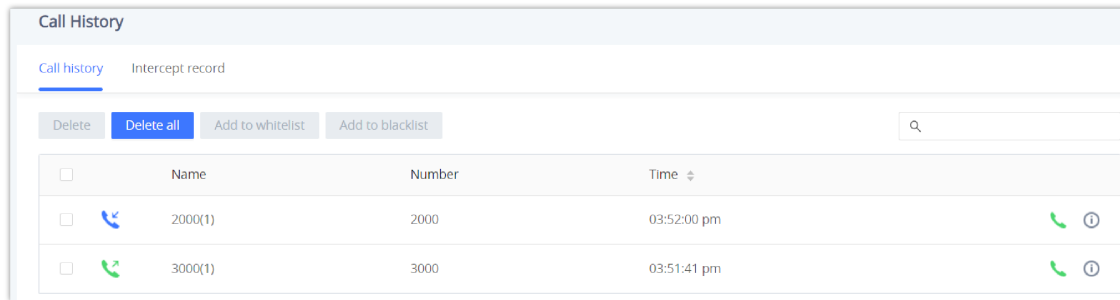 Call History
Call history Intercept record
Delete Delete all Add to whitelist Add to blacklist
Name Number Time
2000(1) 2000 03:52:00 pm
3000(1) 3000 03:51:41 pm